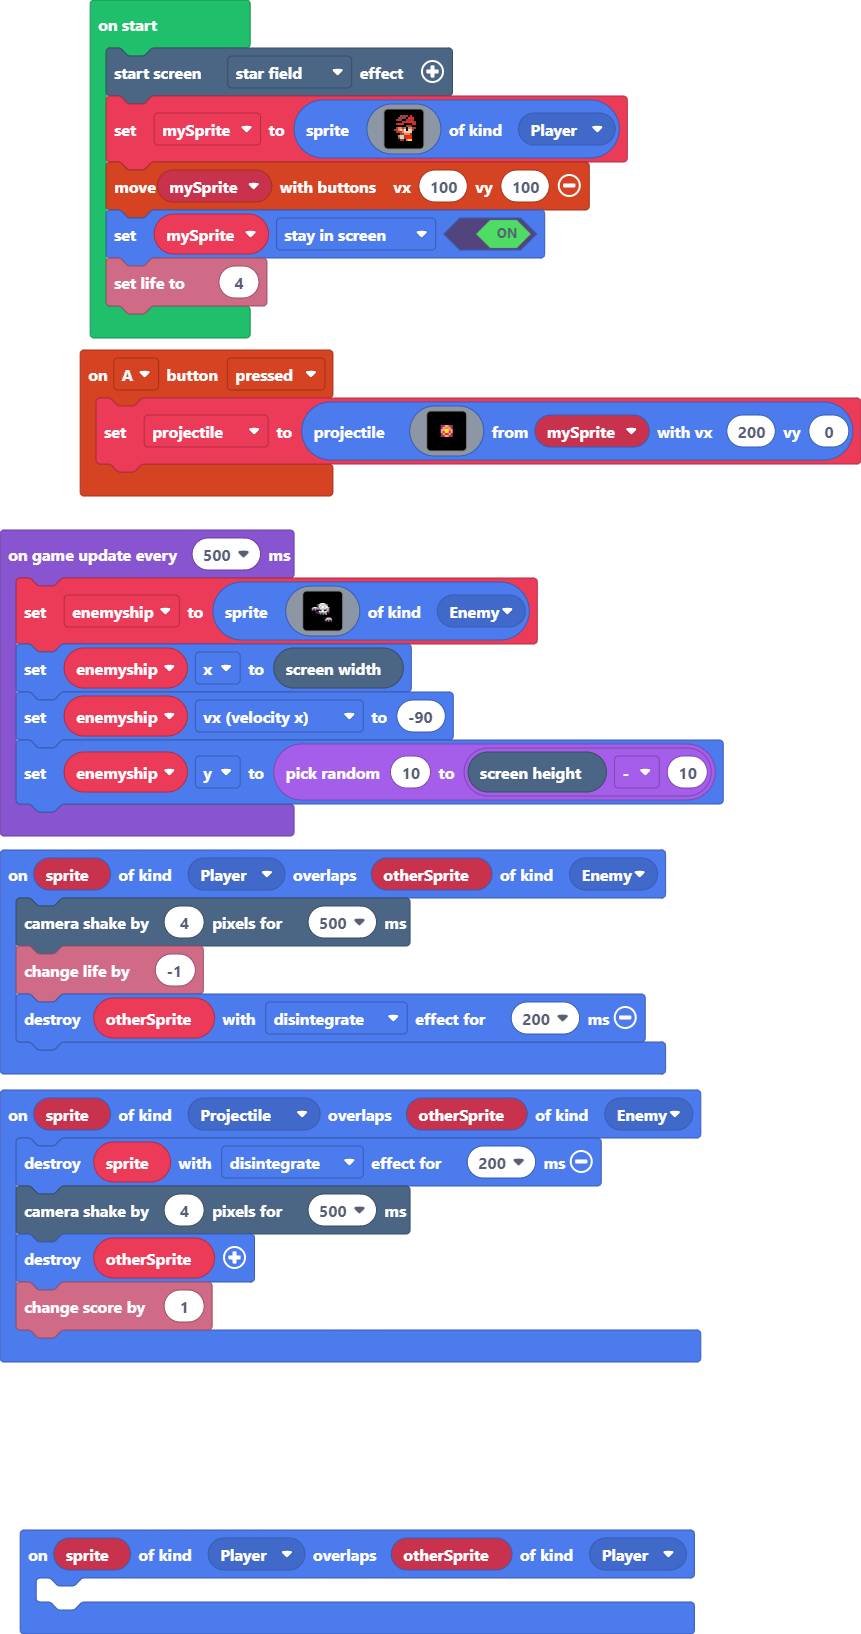 on start
start screen star field effect
set mySprite to sprite of kind Player
move mySprite with buttons vx 100 vy 100
set mySprite stay in screen ON
set life to 4
on A button pressed
set projectile to projectile from mySprite with vx 200 vy 0
on game update every 500 ms
set enemyship to sprite of kind Enemy
set enemyship x to screen width
set enemyship vx (velocity x) to -90
set enemyship y to pick random 10 to screen height - 10
on sprite of kind Player overlaps otherSprite of kind Enemy
camera shake by 4 pixels for 500 ms
change life by -1
destroy otherSprite with disintegrate effect for 200 ms
on sprite of kind Projectile overlaps otherSprite of kind Enemy
destroy sprite with disintegrate effect for 200 ms
camera shake by 4 pixels for 500 ms
destroy otherSprite
change score by 1
on sprite of kind Player overlaps otherSprite of kind Player